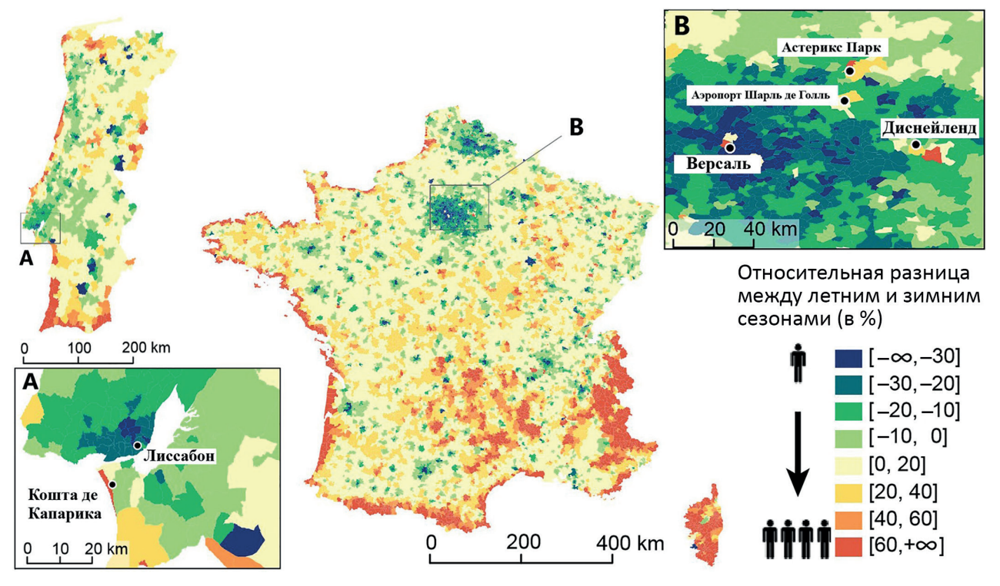 B
Астерикс Парк
Аэропорт Шарль де Голль
Диснейленд
Версаль
0 20 40 km
B
A
0 100 200 km
A
Лиссабон
Кошта де
Капарика
0 10 20 km
0 200 400 km
Относительная разница
между летним и зимним
сезонами (в %)
[–∞, –30]
[–30, –20]
[–20, –10]
[–10, 0]
[0, 20]
[20, 40]
[40, 60]
[60,+∞]